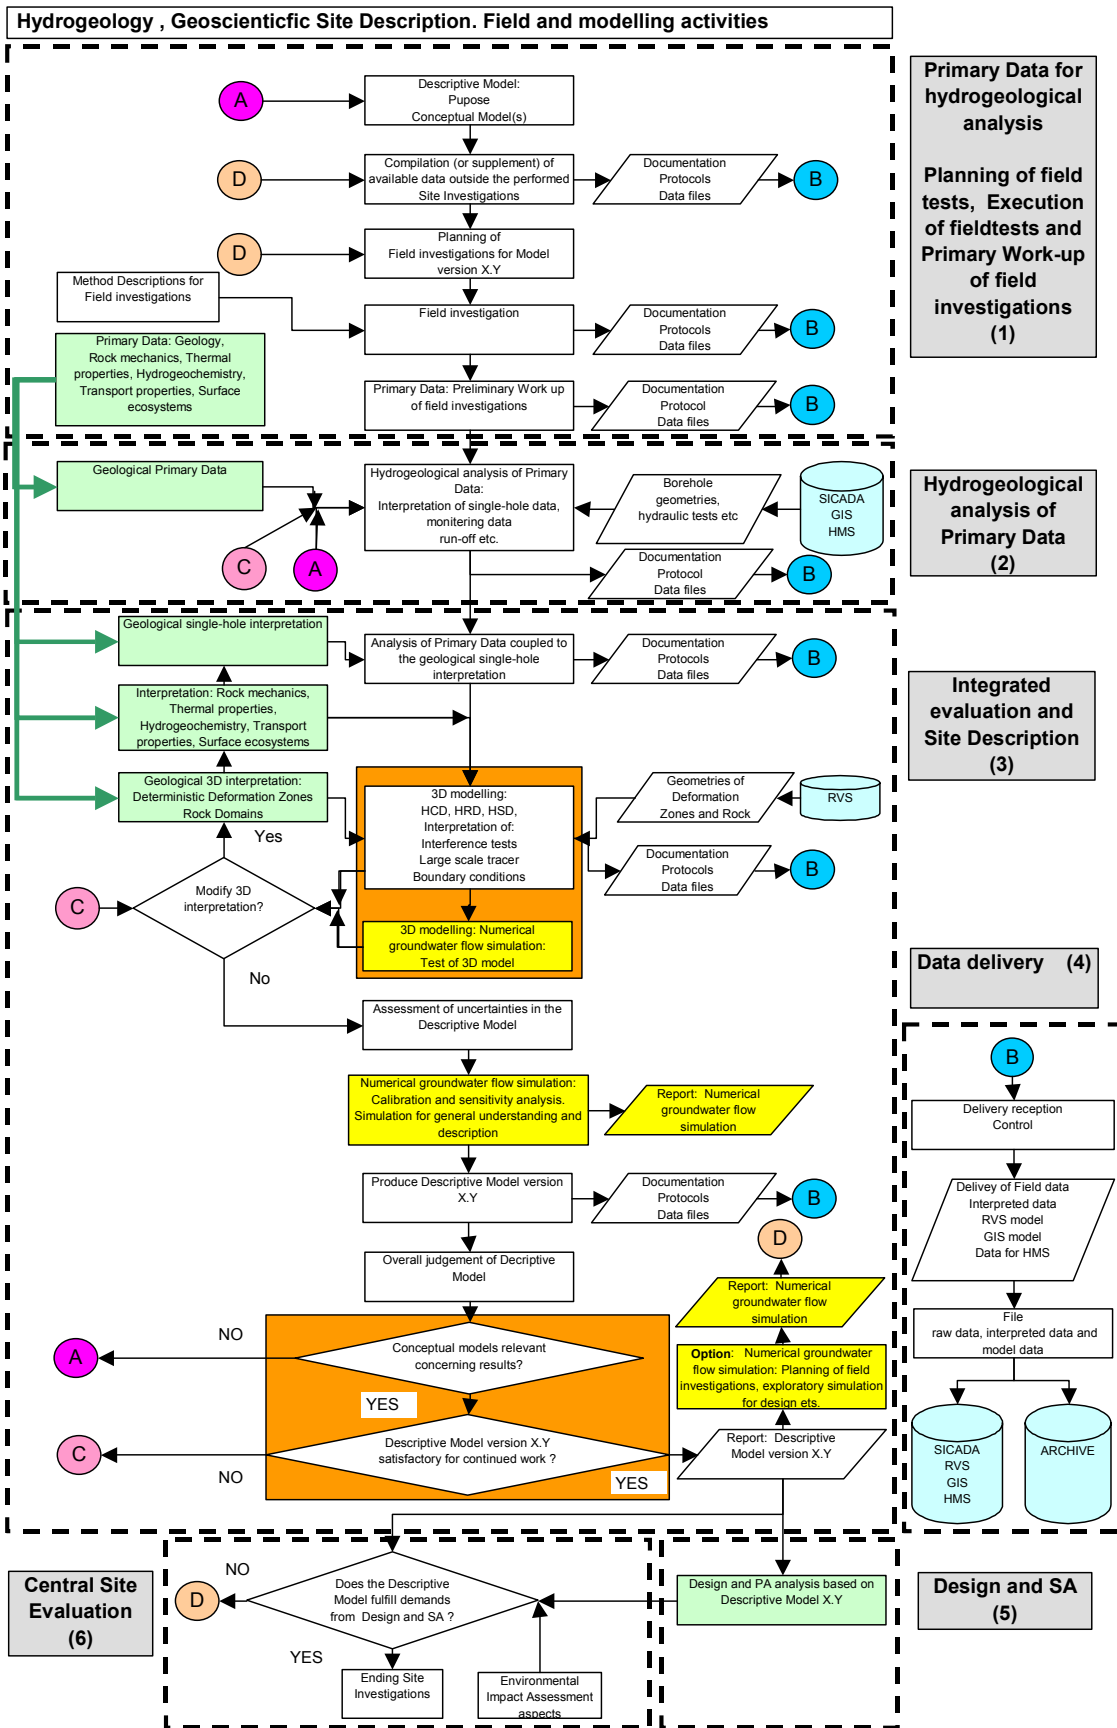 Hydrogeology , Geoscienticfic Site Description. Field and modelling activities
Primary Data for
hydrogeological
analysis
Planning of field
tests, Execution
of fieldtests and
Primary Work-up
of field
investigations
(1)
A
Descriptive Model:
Pupose
Conceptual Model(s)
D
Compilation (or supplement) of
available data outside the performed
Site Investigations
Documentation
Protocols
Data files
B
D
Planning of
Field investigations for Model
version X.Y
Method Descriptions for
Field investigations
Field investigation
Documentation
Protocols
Data files
B
Primary Data: Geology,
Rock mechanics, Thermal
properties, Hydrogeochemistry,
Transport properties, Surface
ecosystems
Primary Data: Preliminary Work up
of field investigations
Documentation
Protocol
Data files
B
Geological Primary Data
Hydrogeological analysis of Primary
Data:
Interpretation of single-hole data,
monitering data
run-off etc.
Borehole
geometries,
hydraulic tests etc
SICADA
GIS
HMS
Hydrogeological
analysis of
Primary Data
(2)
C
A
Documentation
Protocol
Data files
B
Geological single-hole interpretation
Analysis of Primary Data coupled to
the geological single-hole
interpretation
Documentation
Protocols
Data files
B
Integrated
evaluation and
Site Description
(3)
Interpretation: Rock mechanics,
Thermal properties,
Hydrogeochemistry, Transport
properties, Surface ecosystems
Geological 3D interpretation:
Deterministic Deformation Zones
Rock Domains
3D modelling:
HCD, HRD, HSD,
Interpretation of:
Interference tests
Large scale tracer
Boundary conditions
Geometries of
Deformation
Zones and Rock
RVS
Yes
Documentation
Protocols
Data files
B
C
Modify 3D
interpretation?
3D modelling: Numerical
groundwater flow simulation:
Test of 3D model
No
Data delivery (4)
Assessment of uncertainties in the
Descriptive Model
Numerical groundwater flow simulation:
Calibration and sensitivity analysis.
Simulation for general understanding and
description
Report: Numerical
groundwater flow
simulation
B
Delivery reception
Control
Produce Descriptive Model version
X.Y
Documentation
Protocols
Data files
B
Delivey of Field data
Interpreted data
RVS model
GIS model
Data for HMS
D
Overall judgement of Decriptive
Model
Report: Numerical
groundwater flow
simulation
File
raw data, interpreted data and
model data
NO
A
Conceptual models relevant
concerning results?
Option: Numerical groundwater
flow simulation: Planning of field
investigations, exploratory simulation
for design ets.
YES
C
NO
Descriptive Model version X.Y
satisfactory for continued work ?
YES
Report: Descriptive
Model version X.Y
SICADA
RVS
GIS
HMS
ARCHIVE
Central Site
Evaluation
(6)
NO
D
Does the Descriptive
Model fulfill demands
from Design and SA ?
Design and PA analysis based on
Descriptive Model X.Y
Design and SA
(5)
YES
Ending Site
Investigations
Environmental
Impact Assessment
aspects